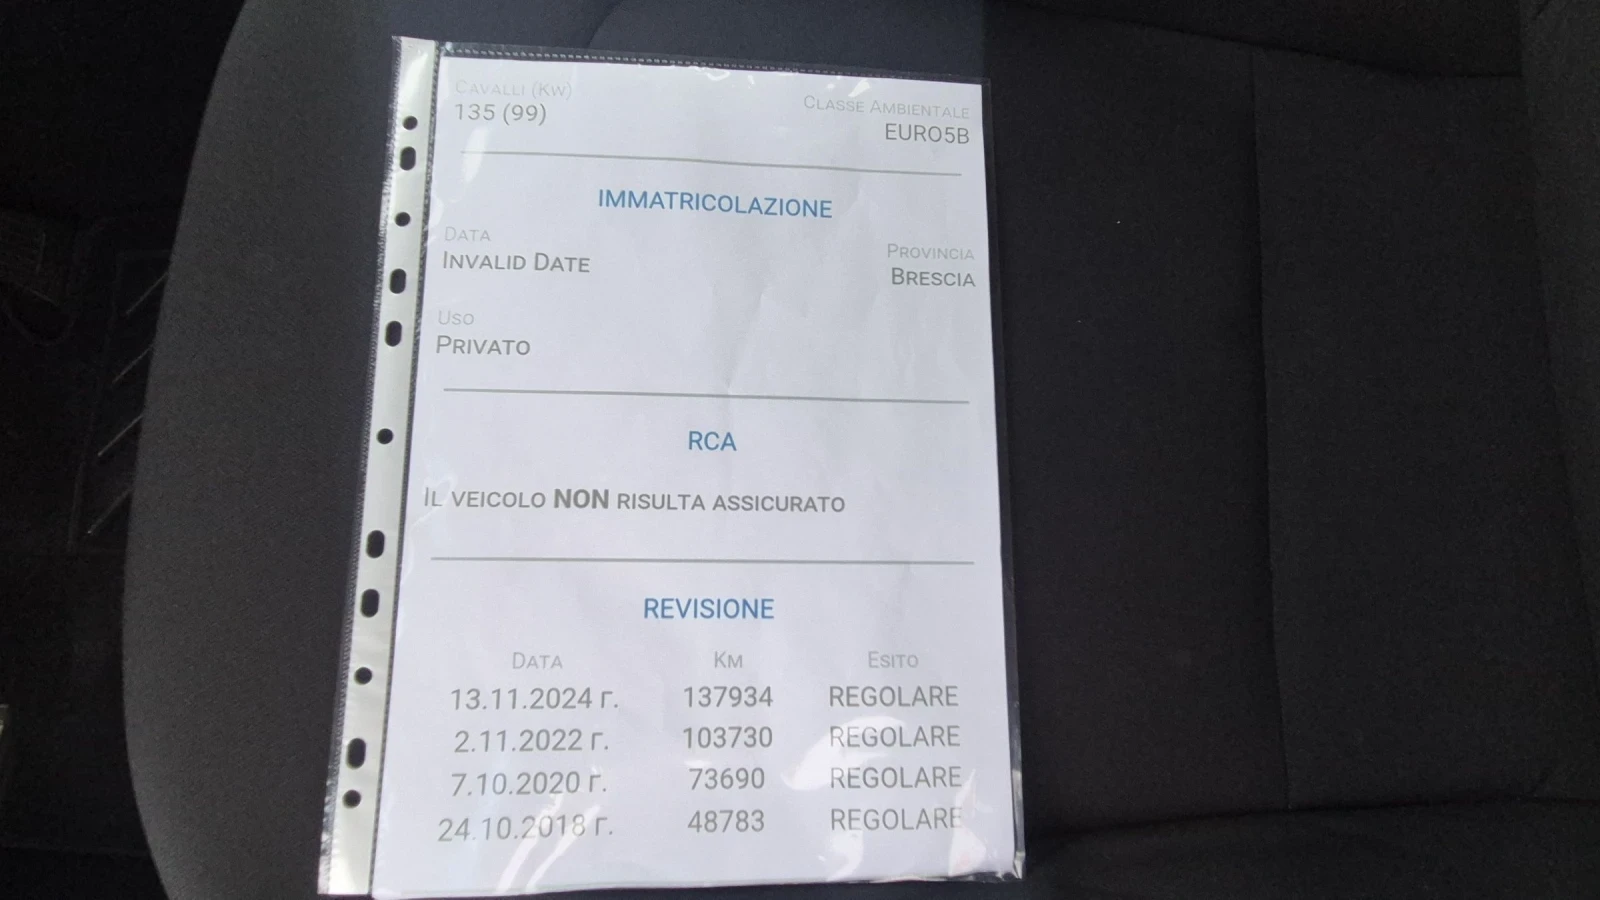 Cavalli (Kw)
135 (99)
Classe Ambientale
EURO5B
IMMATRICOLAZIONE
Data
Invalid Date
Provincia
Brescia
Uso
Privato
RCA
Il veicolo NON risulta assicurato
REVISIONE
Data Km Esito
13.11.2024 г. 137934 REGOLARE
2.11.2022 г. 103730 REGOLARE
7.10.2020 г. 73690 REGOLARE
24.10.2018 г. 48783 REGOLARE